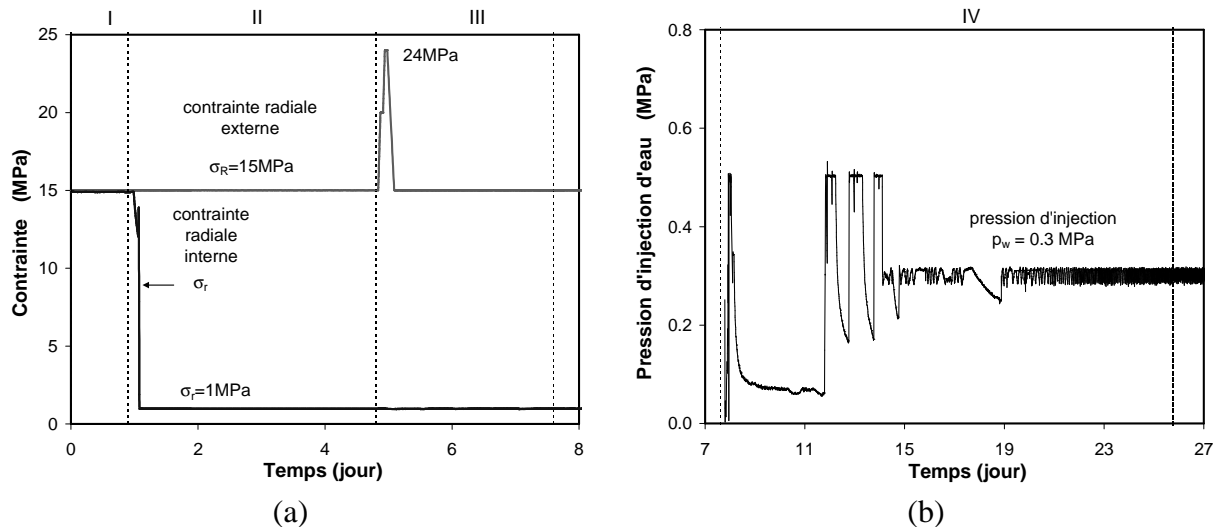 I II III
25
20
15
10
5
0
Contrainte (MPa)
24MPa
contrainte radiale
externe
σR=15MPa
contrainte
radiale
interne
σr
σr=1MPa
0 2 4 6 8
Temps (jour)
(a)
IV
0.8
0.6
0.4
0.2
0.0
Pression d'injection d'eau (MPa)
pression d'injection
pw = 0.3 MPa
7 11 15 19 23 27
Temps (jour)
(b)